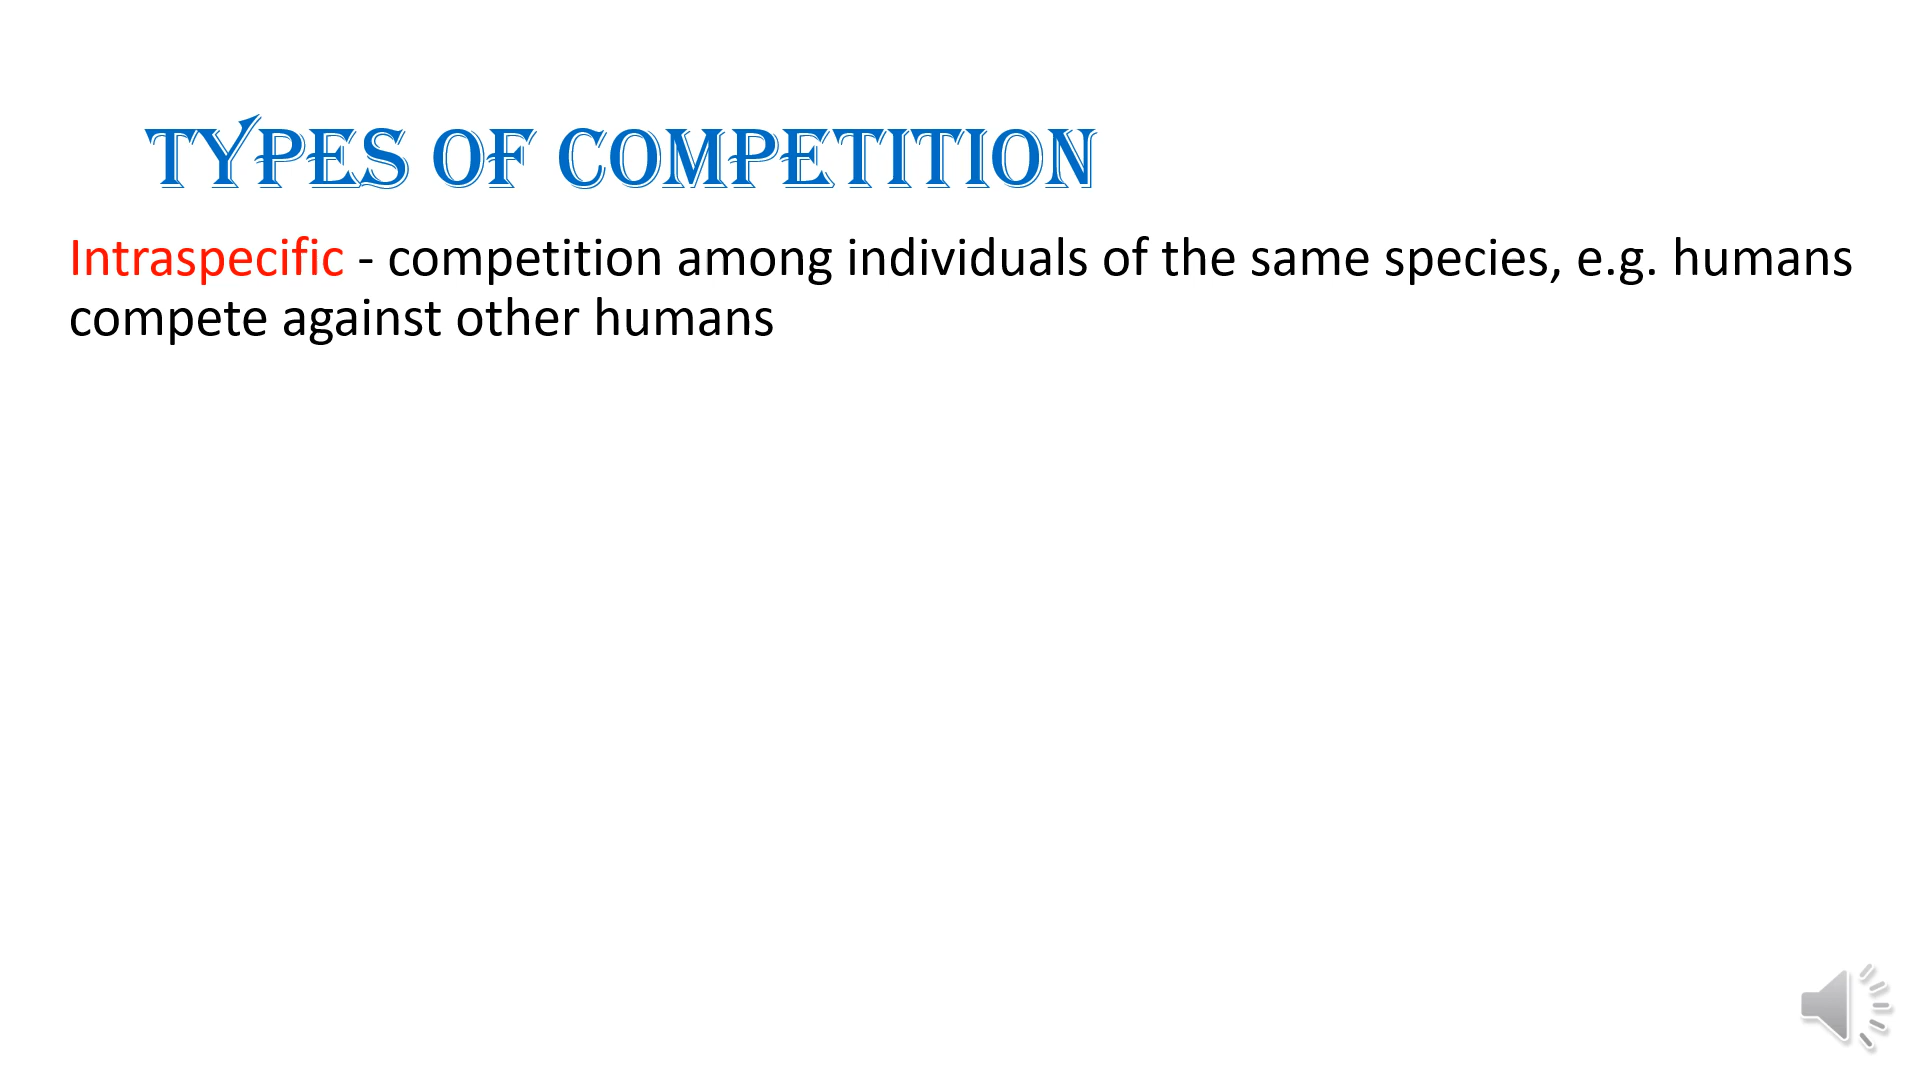 TYPES OF COMPETITION
Intraspecific - competition among individuals of the same species, e.g. humans
compete against other humans